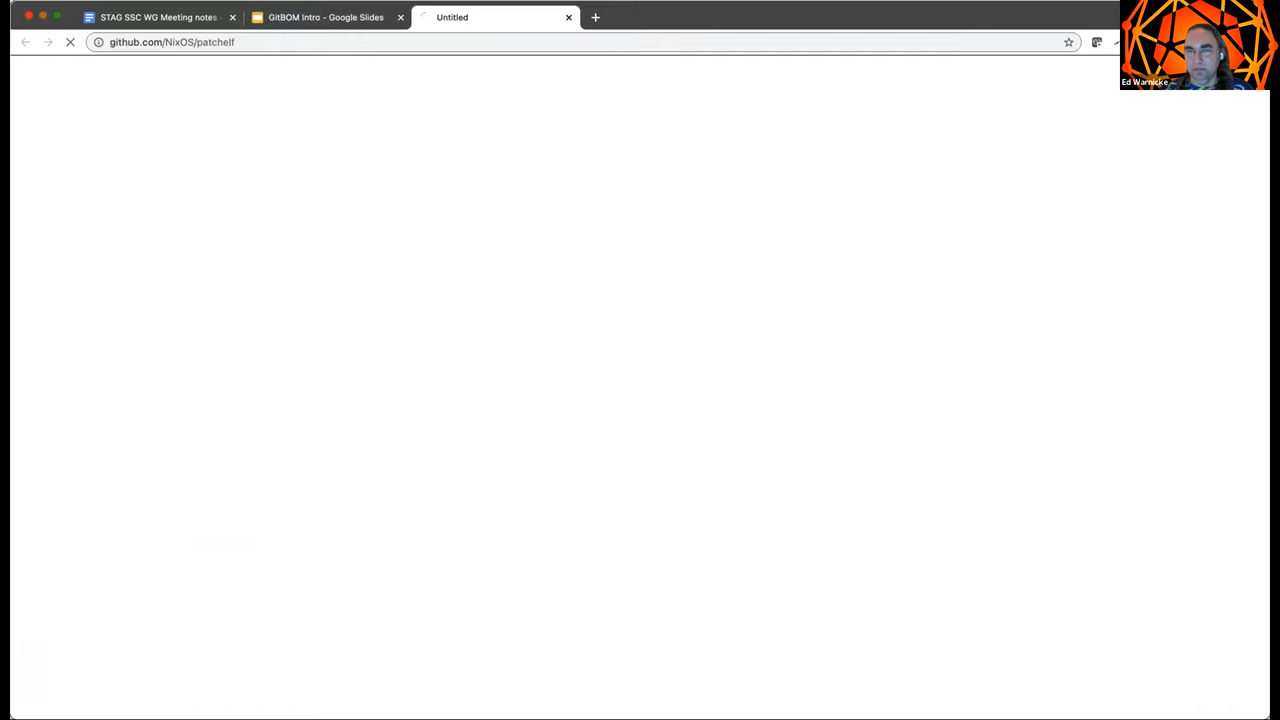 STAG SSC WG Meeting notes
GitBOM Intro - Google Slides
Untitled
github.com/NixOS/patchelf
Ed Warnicke